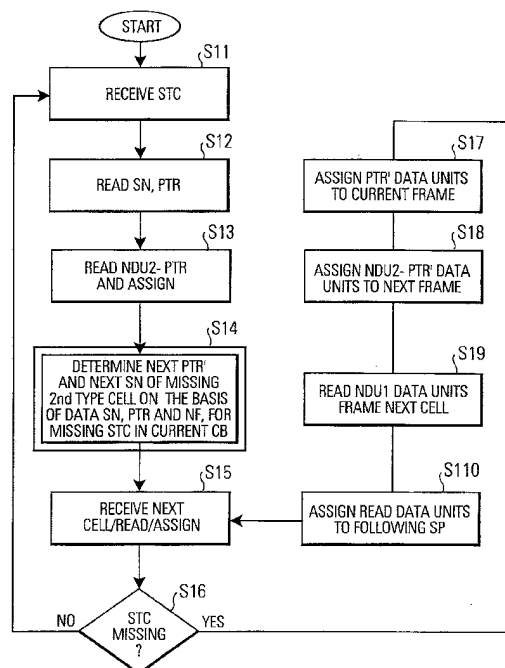 START
S11
RECEIVE STC
S12
READ SN, PTR
S13
READ NDU2- PTR
AND ASSIGN
S14
DETERMINE NEXT PTR'
AND NEXT SN OF MISSING
2nd TYPE CELL ON THE BASIS
OF DATA SN, PTR AND NF, FOR
MISSING STC IN CURRENT CB
S15
RECEIVE NEXT
CELL/READ/ASSIGN
S16
NO
STC
MISSING
?
YES
S17
ASSIGN PTR' DATA UNITS
TO CURRENT FRAME
S18
ASSIGN NDU2- PTR' DATA
UNITS TO NEXT FRAME
S19
READ NDU1 DATA UNITS
FRAME NEXT CELL
S110
ASSIGN READ DATA UNITS
TO FOLLOWING SP